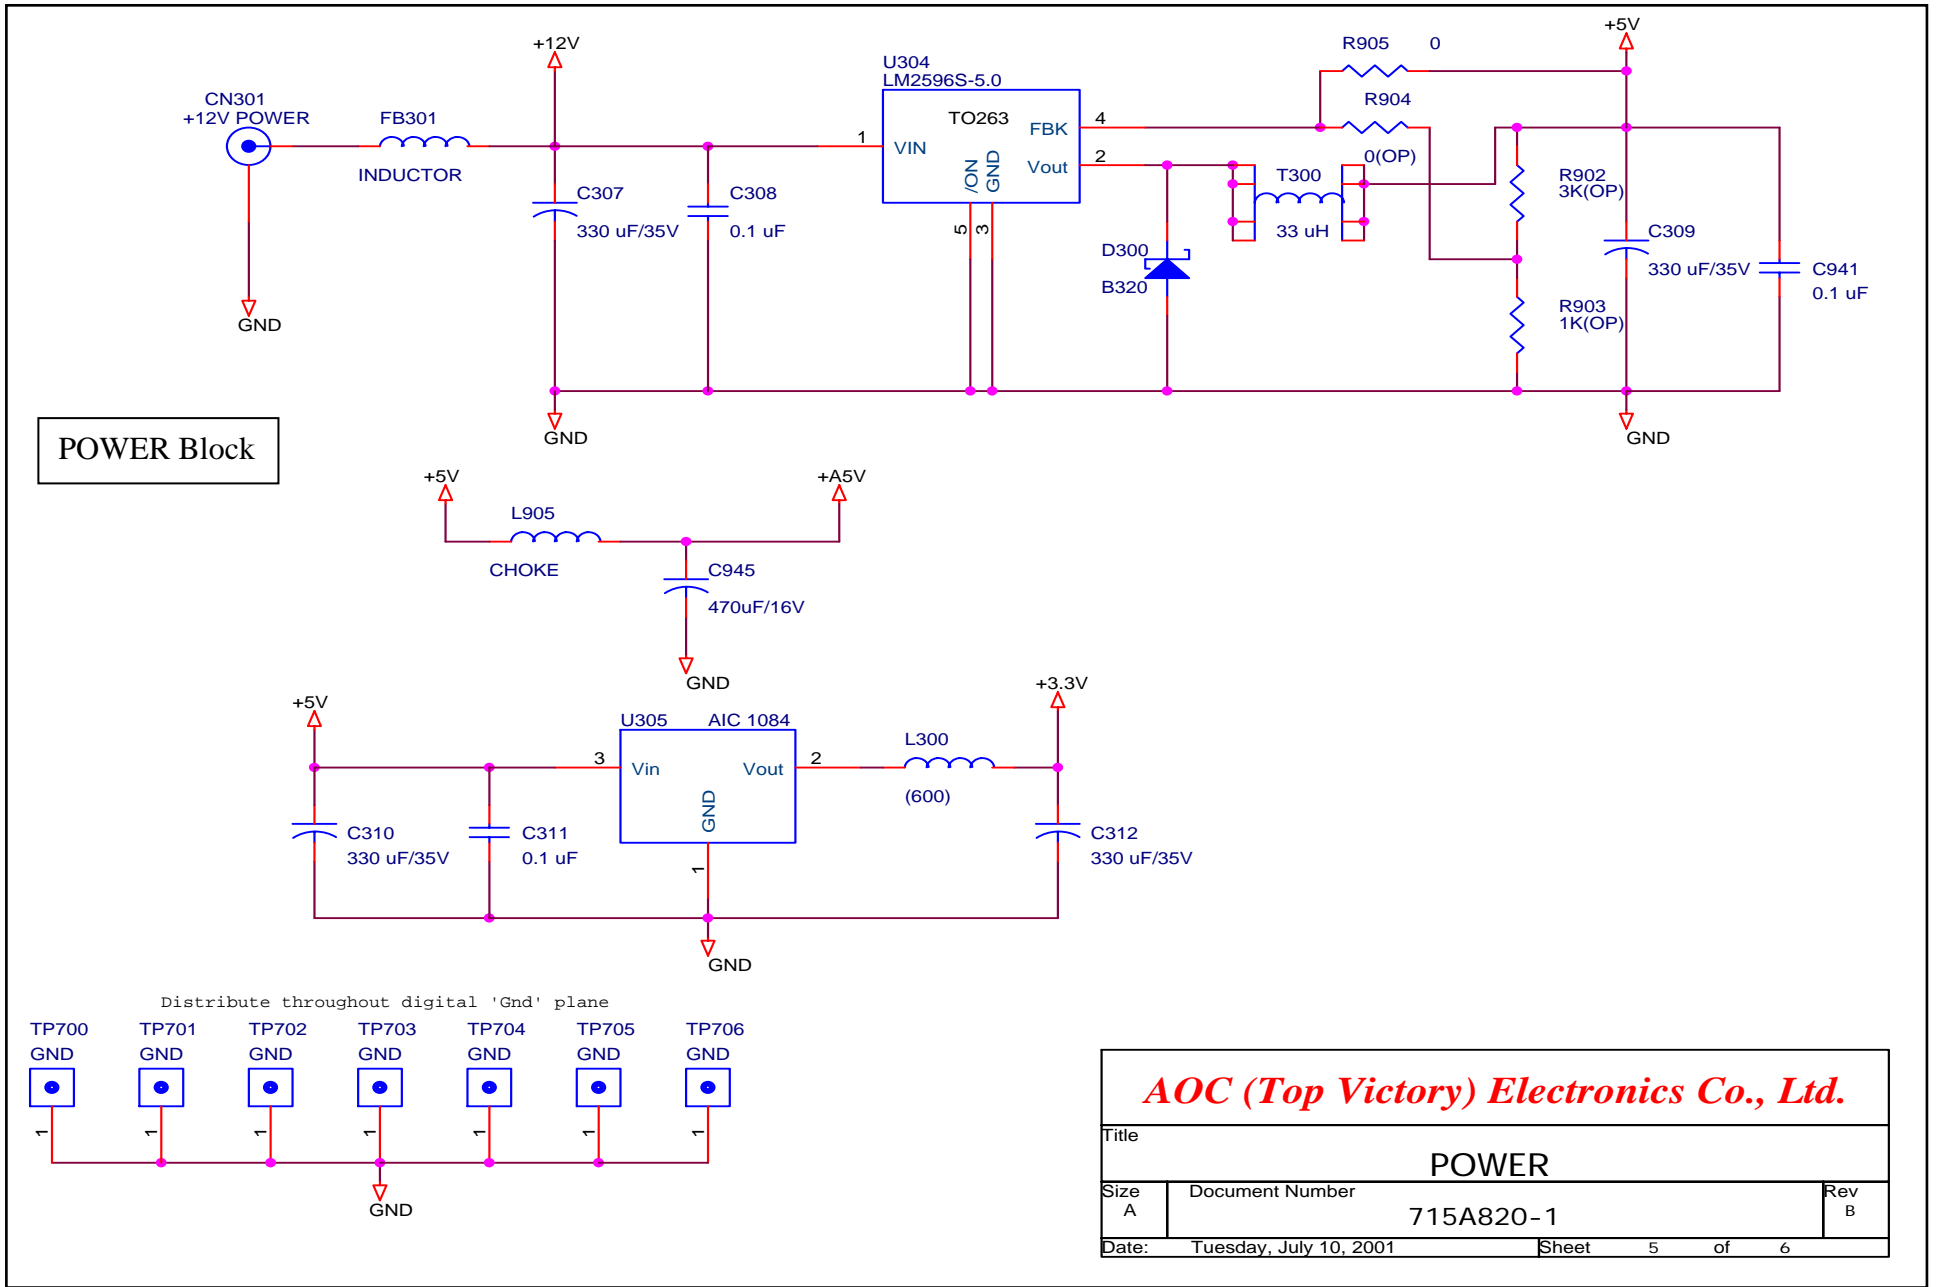 +12V
CN301
+12V POWER
FB301
INDUCTOR
C307
330 uF/35V
C308
0.1 uF
GND
GND
U304
LM2596S-5.0
TO263
1
VIN
FBK
4
Vout
2
/ON
GND
5
3
R905 0
R904
0(OP)
T300
33 uH
D300
B320
+5V
R902
3K(OP)
R903
1K(OP)
C309
330 uF/35V
C941
0.1 uF
GND
POWER Block
+5V
+A5V
L905
CHOKE
C945
470uF/16V
GND
+5V
U305 AIC 1084
3
Vin
Vout
2
GND
1
L300
(600)
+3.3V
C310
330 uF/35V
C311
0.1 uF
C312
330 uF/35V
GND
Distribute throughout digital 'Gnd' plane
TP700 TP701 TP702 TP703 TP704 TP705 TP706
GND GND GND GND GND GND GND
1 1 1 1 1 1 1
GND
AOC (Top Victory) Electronics Co., Ltd.
Title
POWER
Size
A
Document Number
715A820-1
Rev
B
Date: Tuesday, July 10, 2001 Sheet 5 of 6